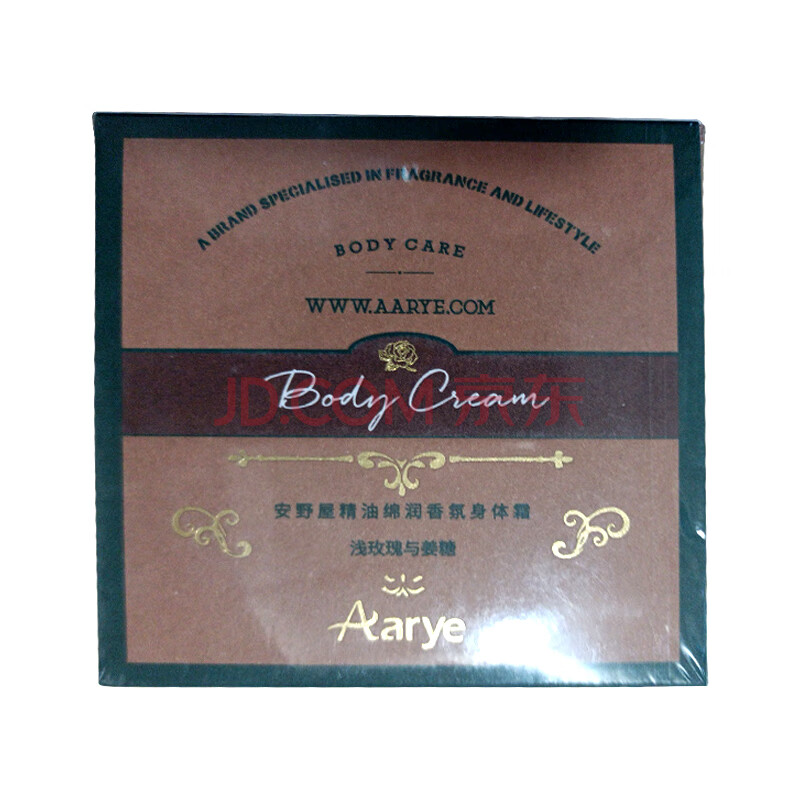 A BRAND SPECIALISED IN FRAGRANCE AND LIFESTYLE
BODY CARE
WWW.AARYE.COM
Body Cream
JD.COM京东
安野屋精油绵润香氛身体霜
浅玫瑰与姜糖
Aarye